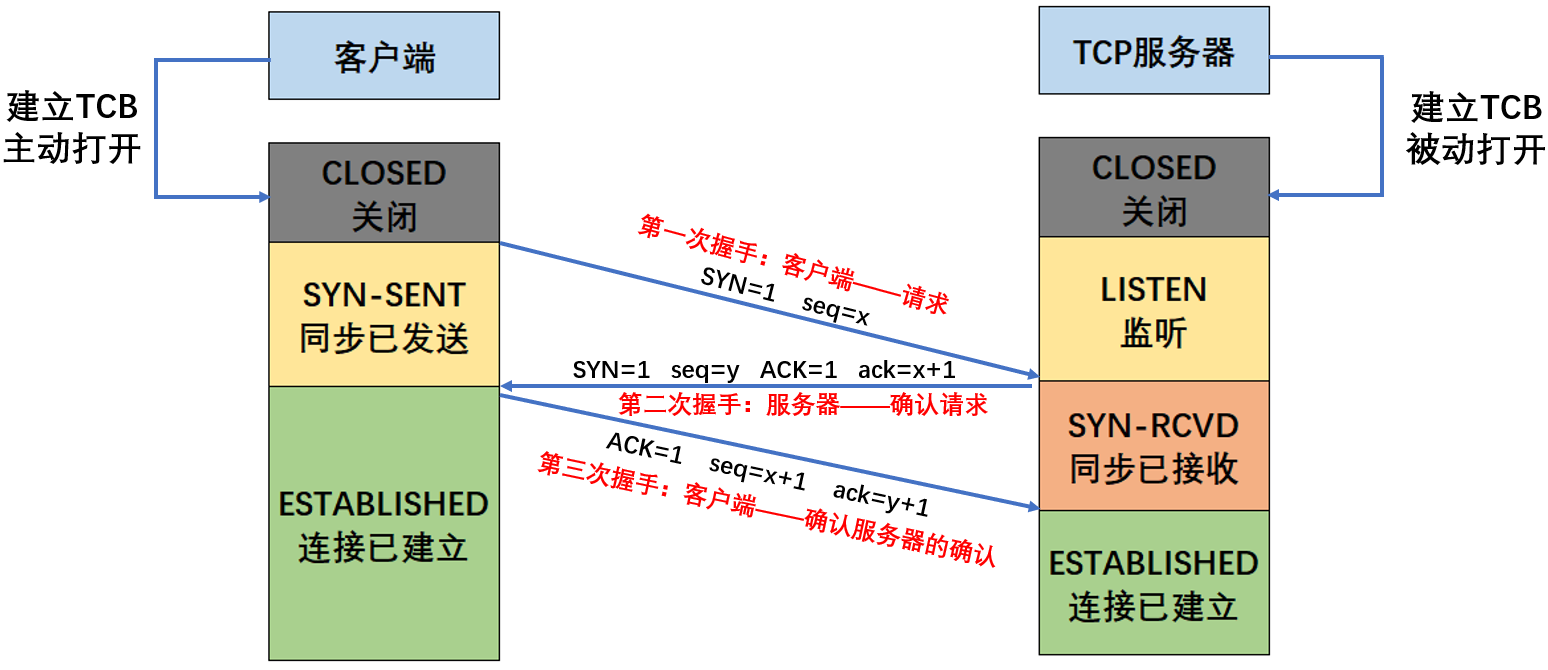 客户端
TCP服务器
建立TCB
主动打开
建立TCB
被动打开
CLOSED
关闭
CLOSED
关闭
第一次握手：客户端——请求
SYN=1 seq=x
SYN-SENT
同步已发送
LISTEN
监听
SYN=1 seq=y ACK=1 ack=x+1
第二次握手：服务器——确认请求
SYN-RCVD
同步已接收
ACK=1 seq=x+1 ack=y+1
第三次握手：客户端——确认服务器的确认
ESTABLISHED
连接已建立
ESTABLISHED
连接已建立